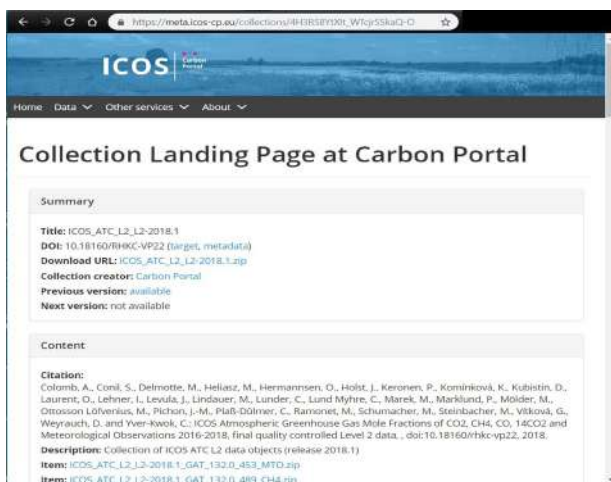 https://meta.icos-cp.eu/collections/
ICOS
Carbon
Portal
Home Data Other services About
Collection Landing Page at Carbon Portal
Summary
Title: ICOS_ATC_L2_L2-2018.1
DOI: 10.18160/RHKC-VP22 (target, metadata)
Download URL: ICOS_ATC_L2_L2-2018.1.zip
Collection creator: Carbon Portal
Previous version: available
Next version: not available
Content
Citation:
Colomb, A., Conil, S., Delmotte, M., Heliasz, M., Hermannsen, O., Holst, J., Keronen, P., Komínková, K., Kubistin, D.,
Laurent, O., Lehner, I., Levula, J., Lindauer, M., Lunder, C., Lund Myhre, C., Marek, M., Marklund, P., Mölder, M.,
Ottosson Löfvenius, M., Pichon, J.-M., Plaß-Dülmer, C., Ramonet, M., Schumacher, M., Steinbacher, M., Vítková, G.,
Weyrauch, D. and Yver-Kwok, C.: ICOS Atmospheric Greenhouse Gas Mole Fractions of CO2, CH4, CO, 14CO2 and
Meteorological Observations 2016-2018, final quality controlled Level 2 data, , doi:10.18160/rhkc-vp22, 2018.
Description: Collection of ICOS ATC L2 data objects (release 2018.1)
Item: ICOS_ATC_L2_L2-2018.1_GAT_132.0_453_MTO.zip
Item: ICOS_ATC_L2_L2-2018.1_GAT_132.0_489_CH4.zip